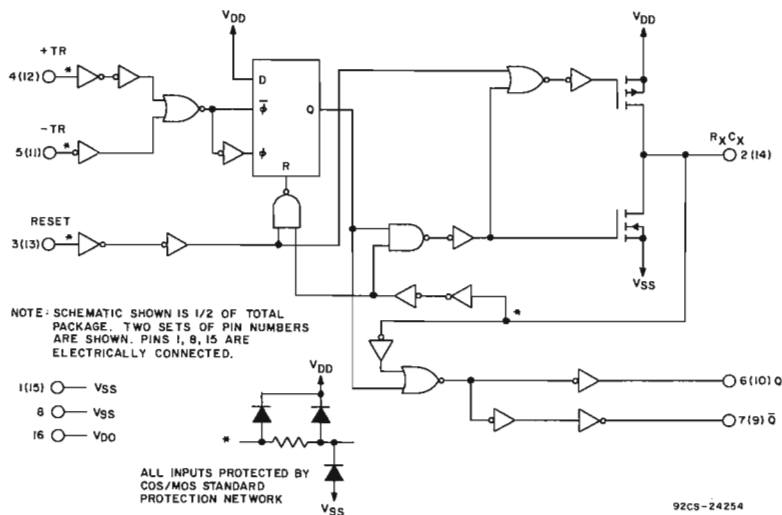 VDD
VDD
+TR
4(12)
*
D
φ̅
Q
φ
R
-TR
5(11)
*
RXCX
2(14)
RESET
3(13)
*
VSS
NOTE: SCHEMATIC SHOWN IS 1/2 OF TOTAL
PACKAGE. TWO SETS OF PIN NUMBERS
ARE SHOWN. PINS 1, 8, 15 ARE
ELECTRICALLY CONNECTED.
*
1(15) VSS
8 VSS
16 VDO
VDD
6(10) Q
7(9) Q̅
*
ALL INPUTS PROTECTED BY
COS/MOS STANDARD
PROTECTION NETWORK
VSS
92CS-24254